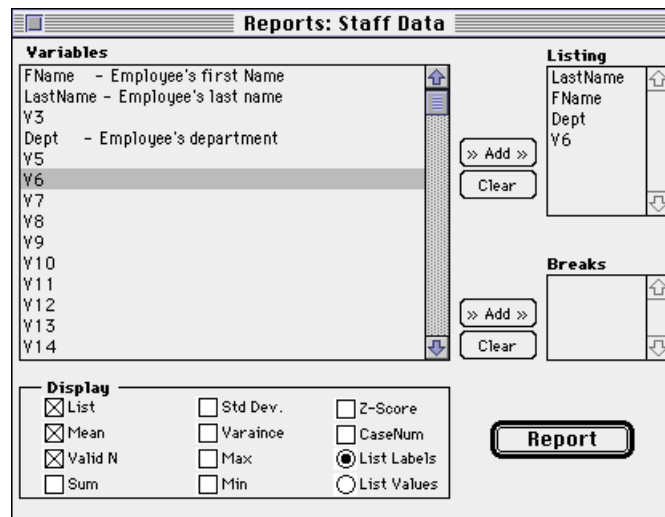 Reports: Staff Data
Variables
FName - Employee's first Name
LastName - Employee's last name
V3
Dept - Employee's department
V5
V6
V7
V8
V9
V10
V11
V12
V13
V14
» Add »
Clear
» Add »
Clear
Listing
LastName
FName
Dept
V6
Breaks
Display
List
Mean
Valid N
Sum
Std Dev.
Varaince
Max
Min
Z-Score
CaseNum
List Labels
List Values
Report